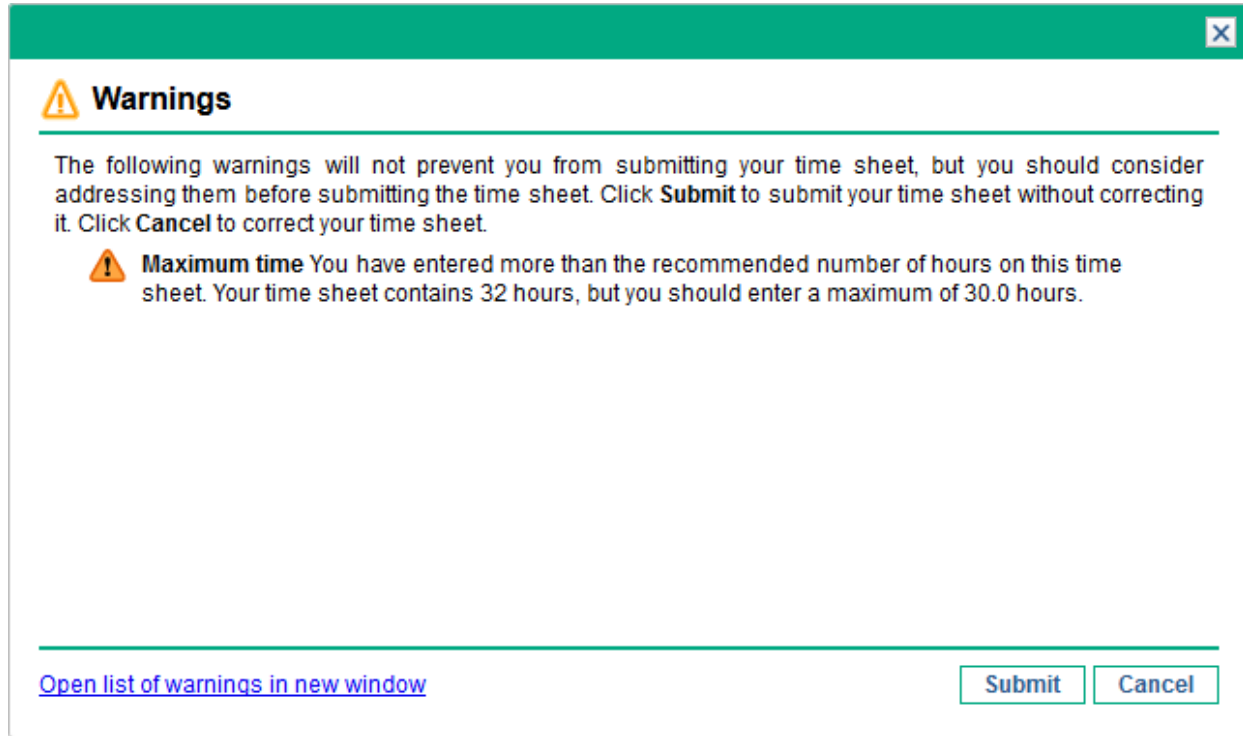 Warnings
The following warnings will not prevent you from submitting your time sheet, but you should consider
addressing them before submitting the time sheet. Click Submit to submit your time sheet without correcting
it. Click Cancel to correct your time sheet.
Maximum time You have entered more than the recommended number of hours on this time
sheet. Your time sheet contains 32 hours, but you should enter a maximum of 30.0 hours.
Open list of warnings in new window
Submit
Cancel